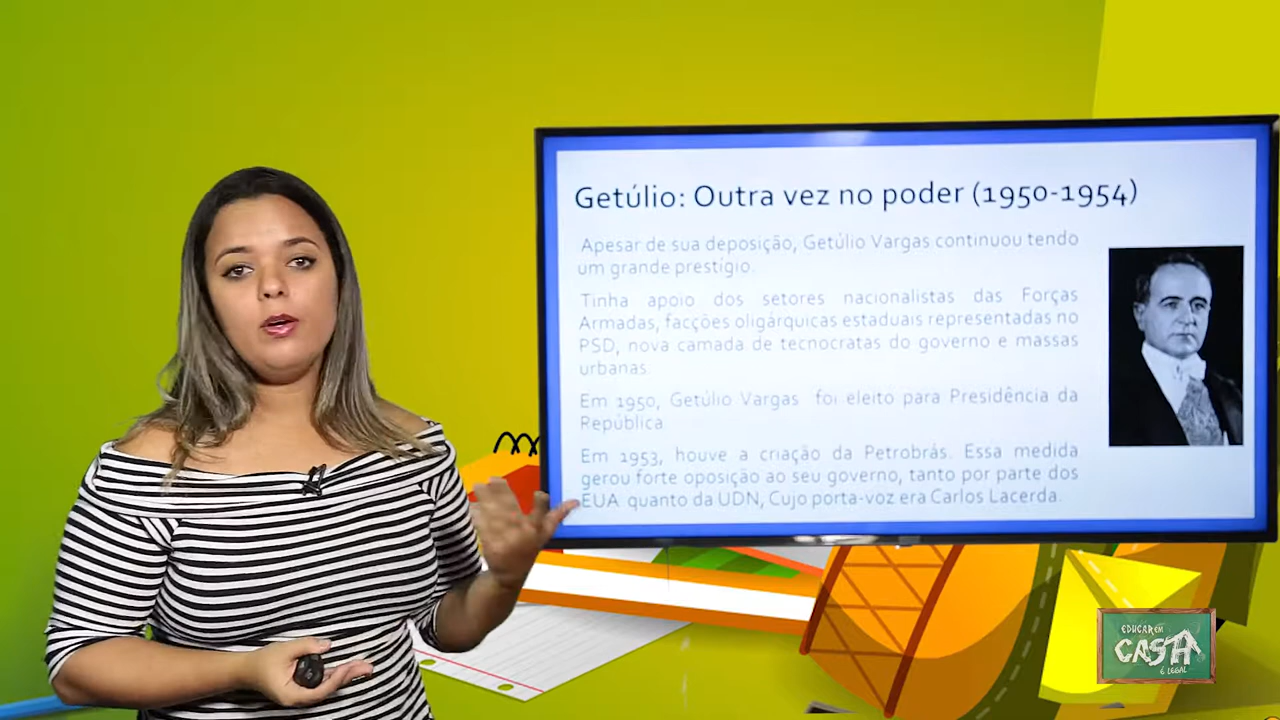 Getúlio: Outra vez no poder (1950-1954)
Apesar de sua deposição, Getúlio Vargas continuou tendo
um grande prestígio.
Tinha apoio dos setores nacionalistas das Forças
Armadas, facções oligárquicas estaduais representadas no
PSD, nova camada de tecnocratas do governo e massas
urbanas.
Em 1950, Getúlio Vargas foi eleito para Presidência da
República
Em 1953, houve a criação da Petrobrás. Essa medida
gerou forte oposição ao seu governo, tanto por parte dos
EUA quanto da UDN, Cujo porta-voz era Carlos Lacerda.
EDUCAR EM
CASA
É LEGAL